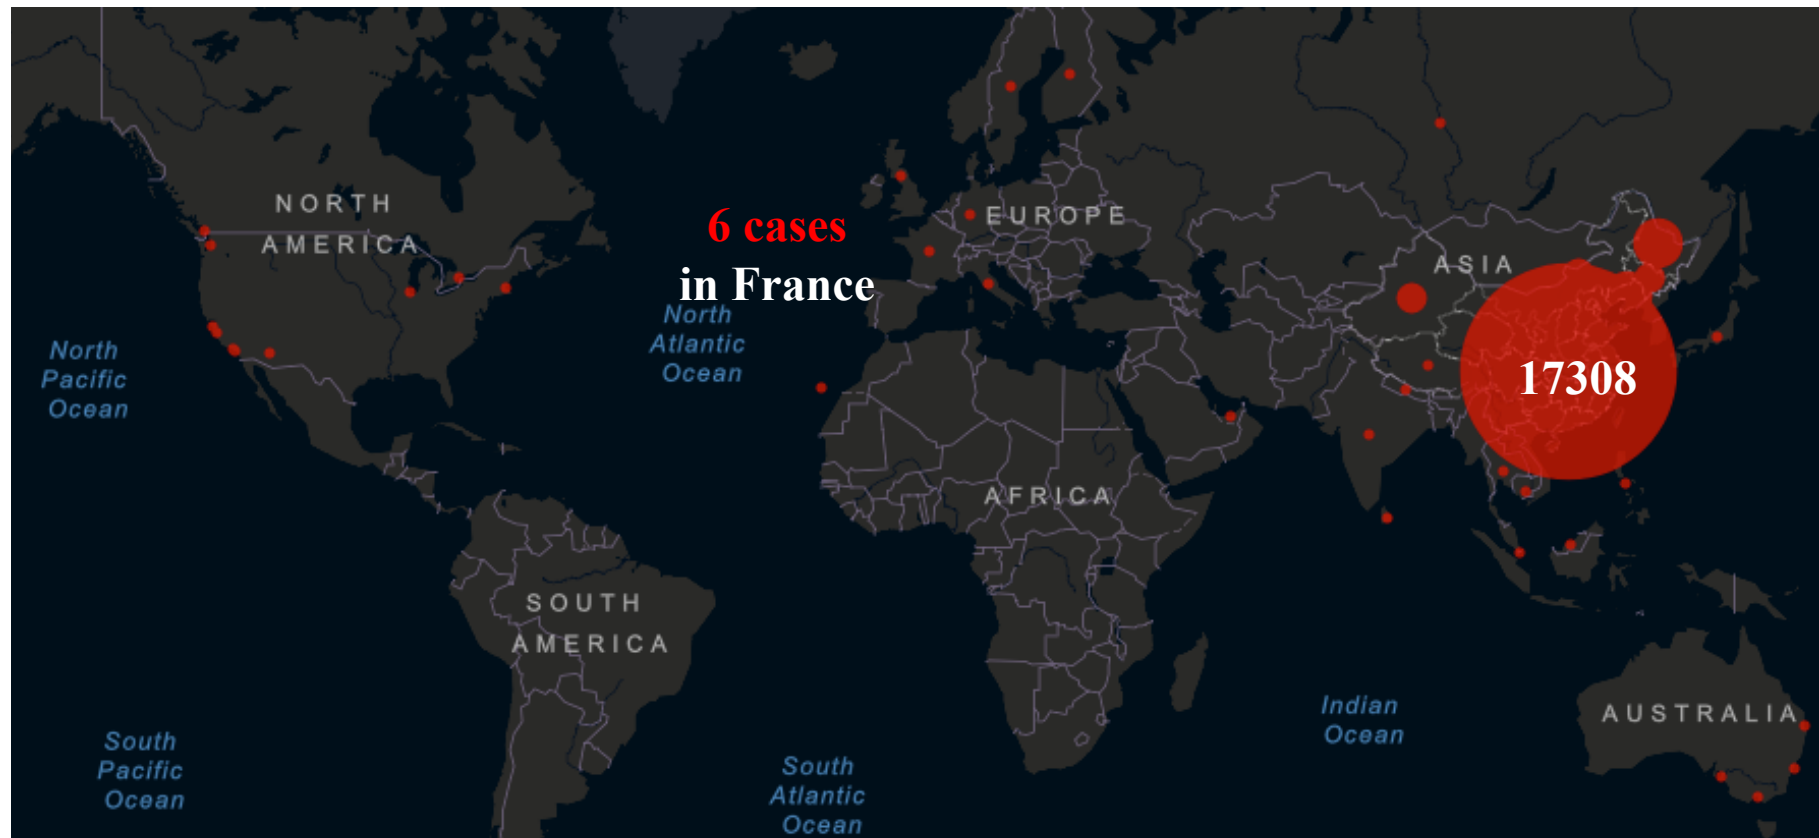 NORTH
AMERICA
6 cases
in France
EUROPE
ASIA
North
Atlantic
Ocean
North
Pacific
Ocean
17308
AFRICA
SOUTH
AMERICA
Indian
Ocean
AUSTRALIA
South
Pacific
Ocean
South
Atlantic
Ocean